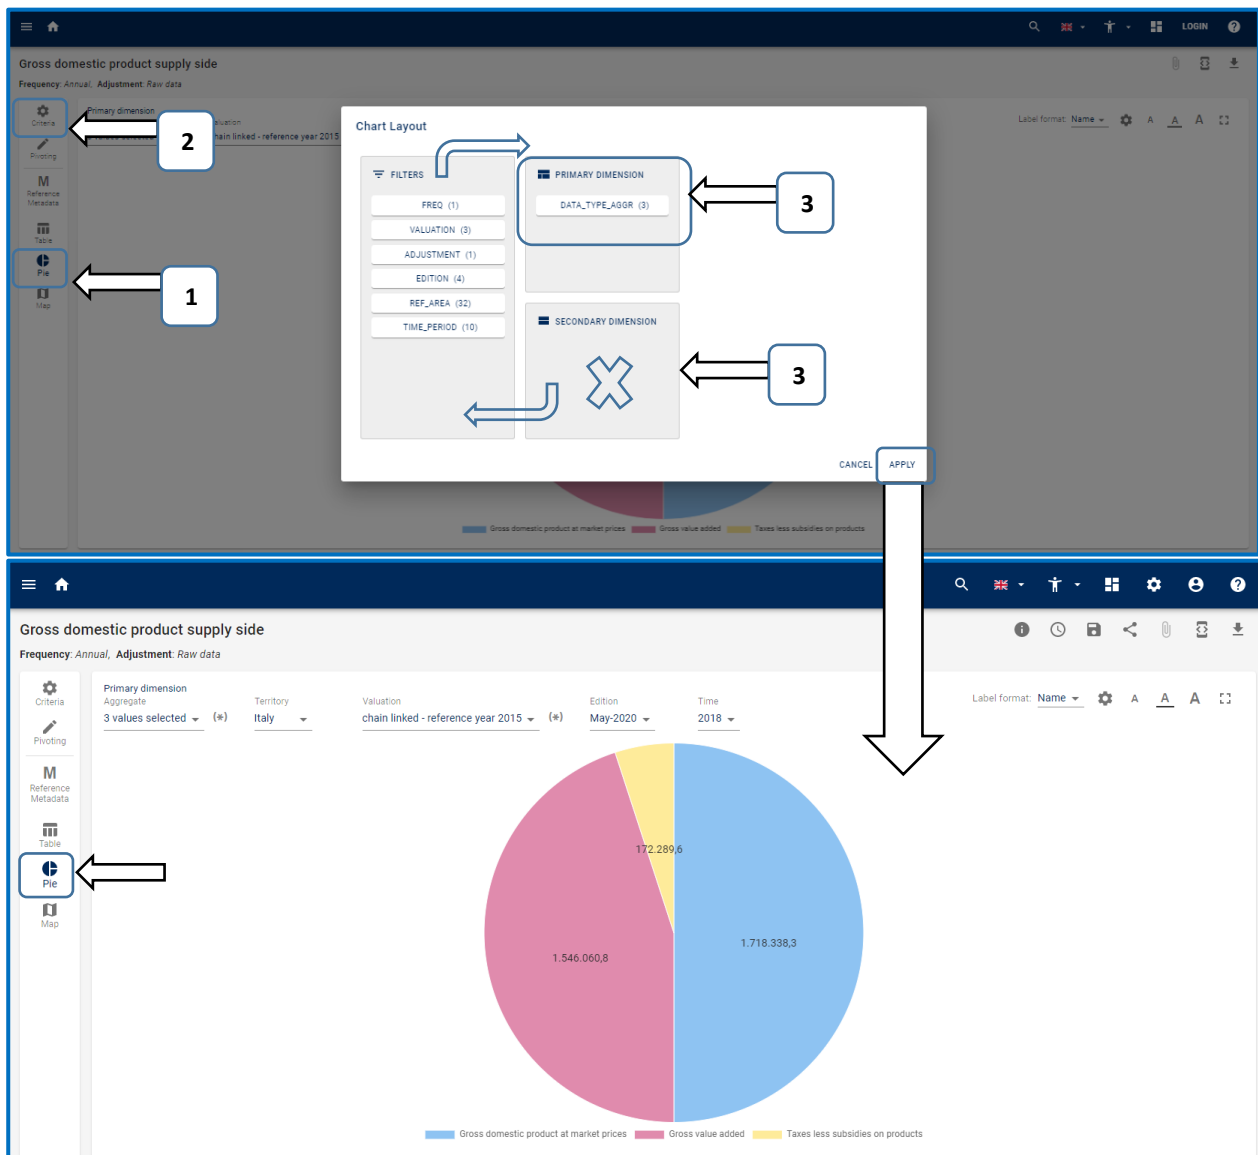 LOGIN
Gross domestic product supply side
Frequency: Annual, Adjustment: Raw data
Criteria
Pivoting
M
Reference
Metadata
Table
Pie
Map
Primary dimension
chain linked - reference year 2015
Label format: Name
A A A
2
1
Chart Layout
FILTERS
FREQ (1)
VALUATION (3)
ADJUSTMENT (1)
EDITION (4)
REF_AREA (32)
TIME_PERIOD (10)
PRIMARY DIMENSION
DATA_TYPE_AGGR (3)
3
SECONDARY DIMENSION
3
CANCEL APPLY
Gross domestic product at market prices Gross value added Taxes less subsidies on products
Gross domestic product supply side
Frequency: Annual, Adjustment: Raw data
Criteria
Pivoting
M
Reference
Metadata
Table
Pie
Map
Primary dimension
Aggregate Territory Valuation Edition Time
3 values selected (*) Italy chain linked - reference year 2015 (*) May-2020 2018
Label format: Name
A A A
172.289,6
1.718.338,3
1.546.060,8
Gross domestic product at market prices Gross value added Taxes less subsidies on products